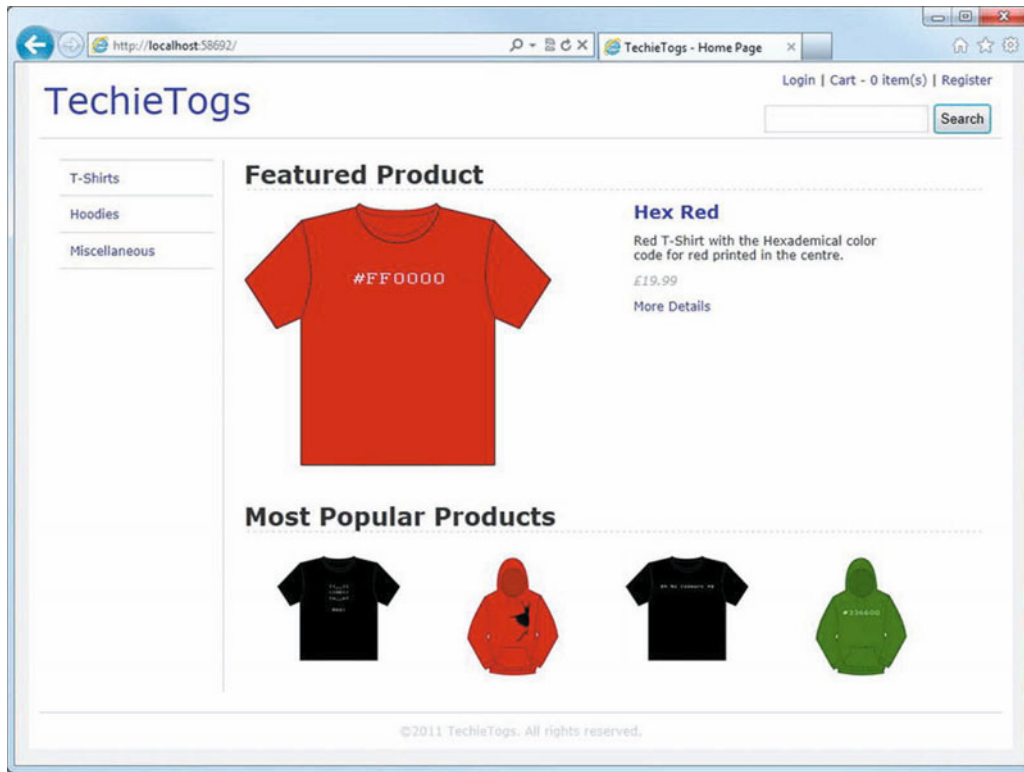 http://localhost:58692/
TechieTogs - Home Page
Login | Cart - 0 item(s) | Register
TechieTogs
Search
T-Shirts
Hoodies
Miscellaneous
Featured Product
#FF0000
Hex Red
Red T-Shirt with the Hexademical color
code for red printed in the centre.
£19.99
More Details
Most Popular Products
#336600
©2011 TechieTogs. All rights reserved.